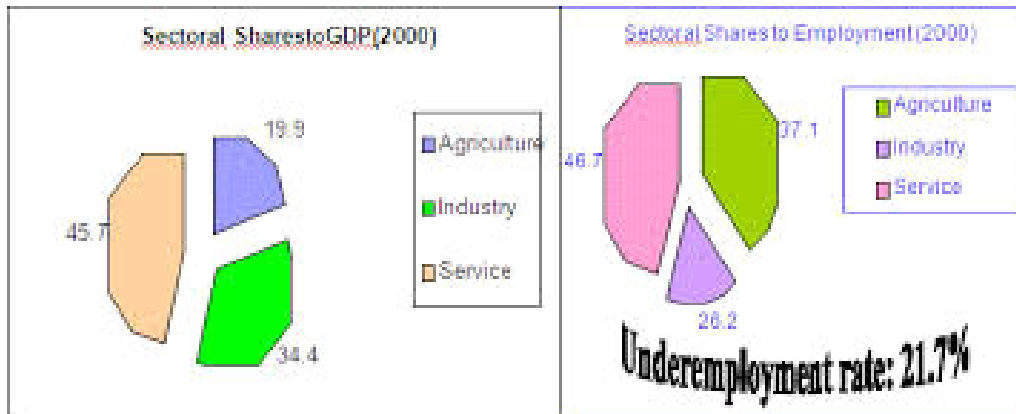 Sectoral SharestoGDP(2000)
19.9
45.7
34.4
Agriculture
Industry
Service
Sectoral Shares to Employment (2000)
37.1
46.7
26.2
Agriculture
Industry
Service
Underemployment rate: 21.7%